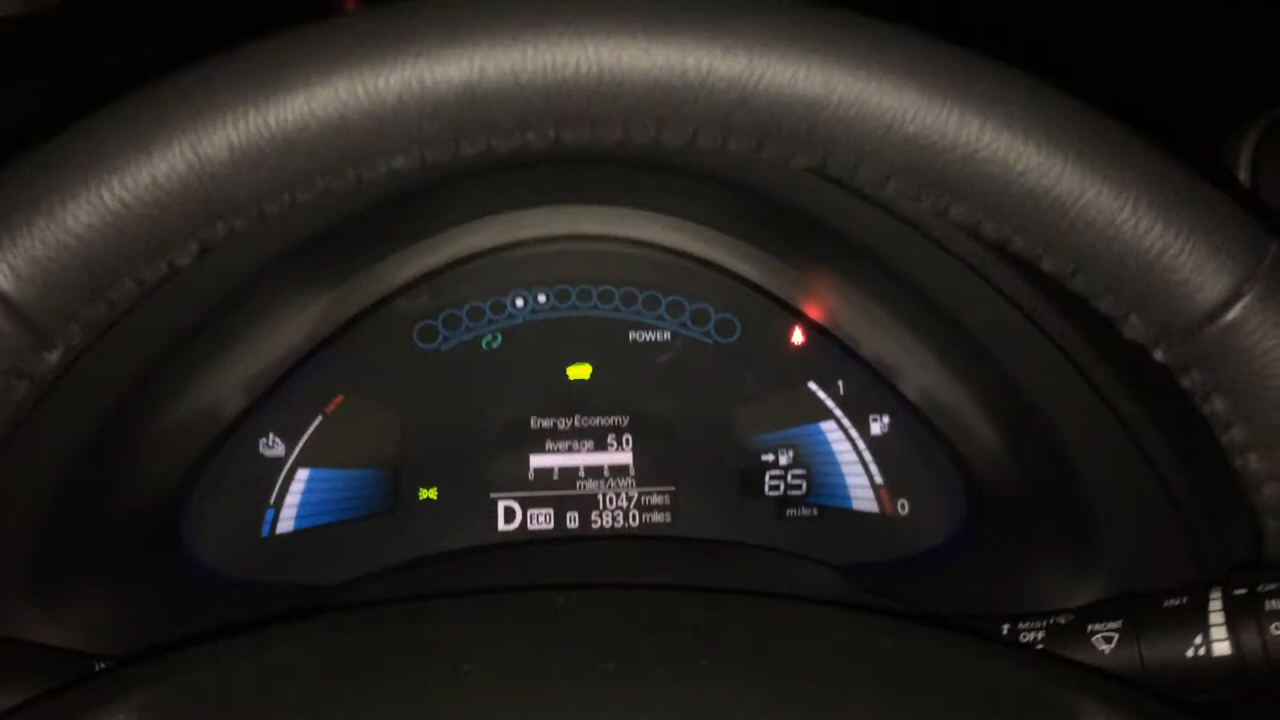 POWER
Energy Economy
Average 5.0
0 2 4 6 8
miles/kWh
1047 miles
D ECO 583.0 miles
1
65
miles
0
MIST
OFF
FRONT
INT